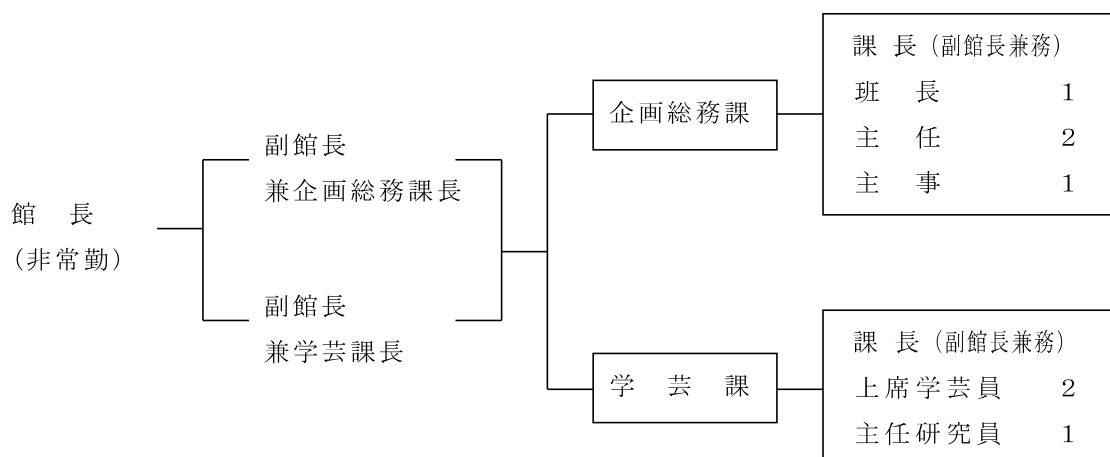 館　長
(非常勤)
副館長
兼企画総務課長
副館長
兼学芸課長
企画総務課
課 長 (副館長兼務)
班　長　1
主　任　2
主　事　1
学　芸　課
課 長 (副館長兼務)
上席学芸員　2
主任研究員　1